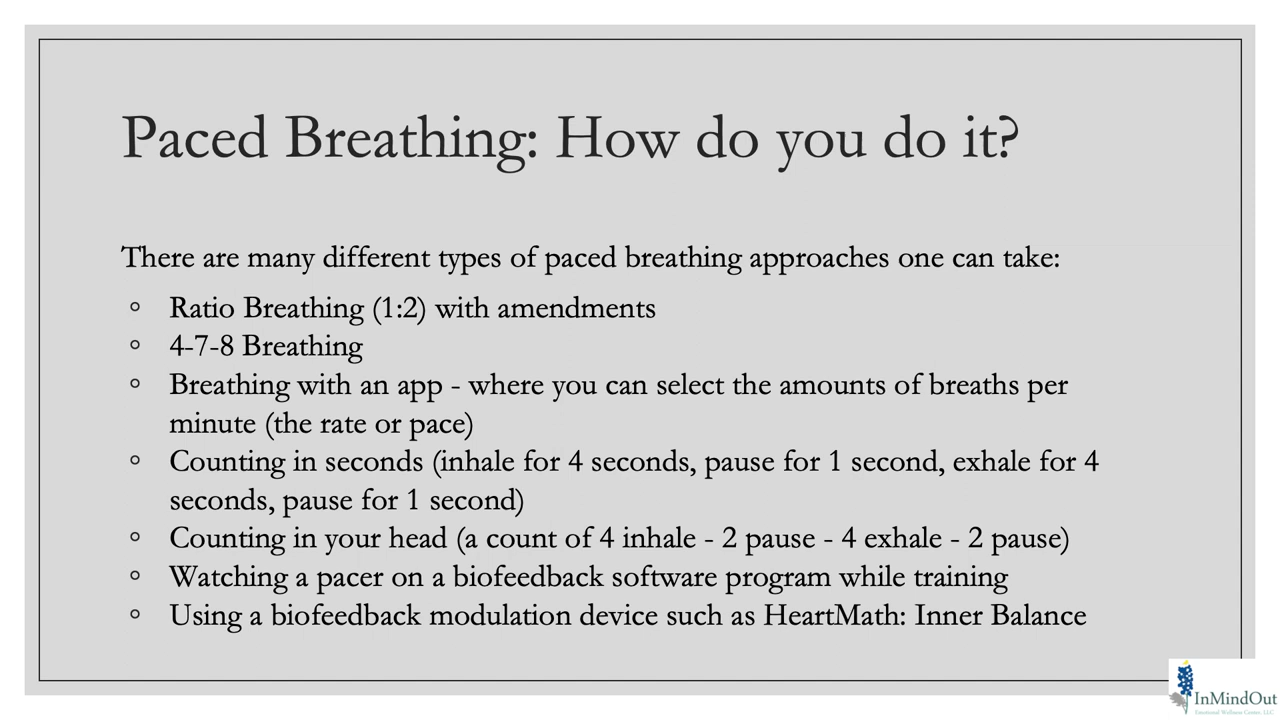 Paced Breathing: How do you do it?
There are many different types of paced breathing approaches one can take:
◦ Ratio Breathing (1:2) with amendments
◦ 4-7-8 Breathing
◦ Breathing with an app - where you can select the amounts of breaths per
minute (the rate or pace)
◦ Counting in seconds (inhale for 4 seconds, pause for 1 second, exhale for 4
seconds, pause for 1 second)
◦ Counting in your head (a count of 4 inhale - 2 pause - 4 exhale - 2 pause)
◦ Watching a pacer on a biofeedback software program while training
◦ Using a biofeedback modulation device such as HeartMath: Inner Balance
InMindOut
Emotional Wellness Center, LLC.